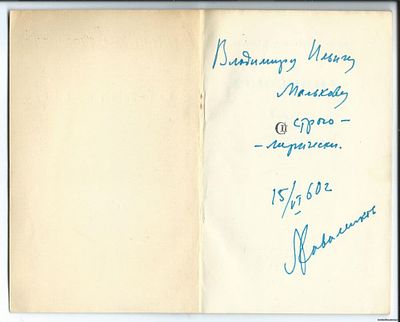 Владимиру Ильичу
Малькову
строго –
– лирически.
15/VI 60 г